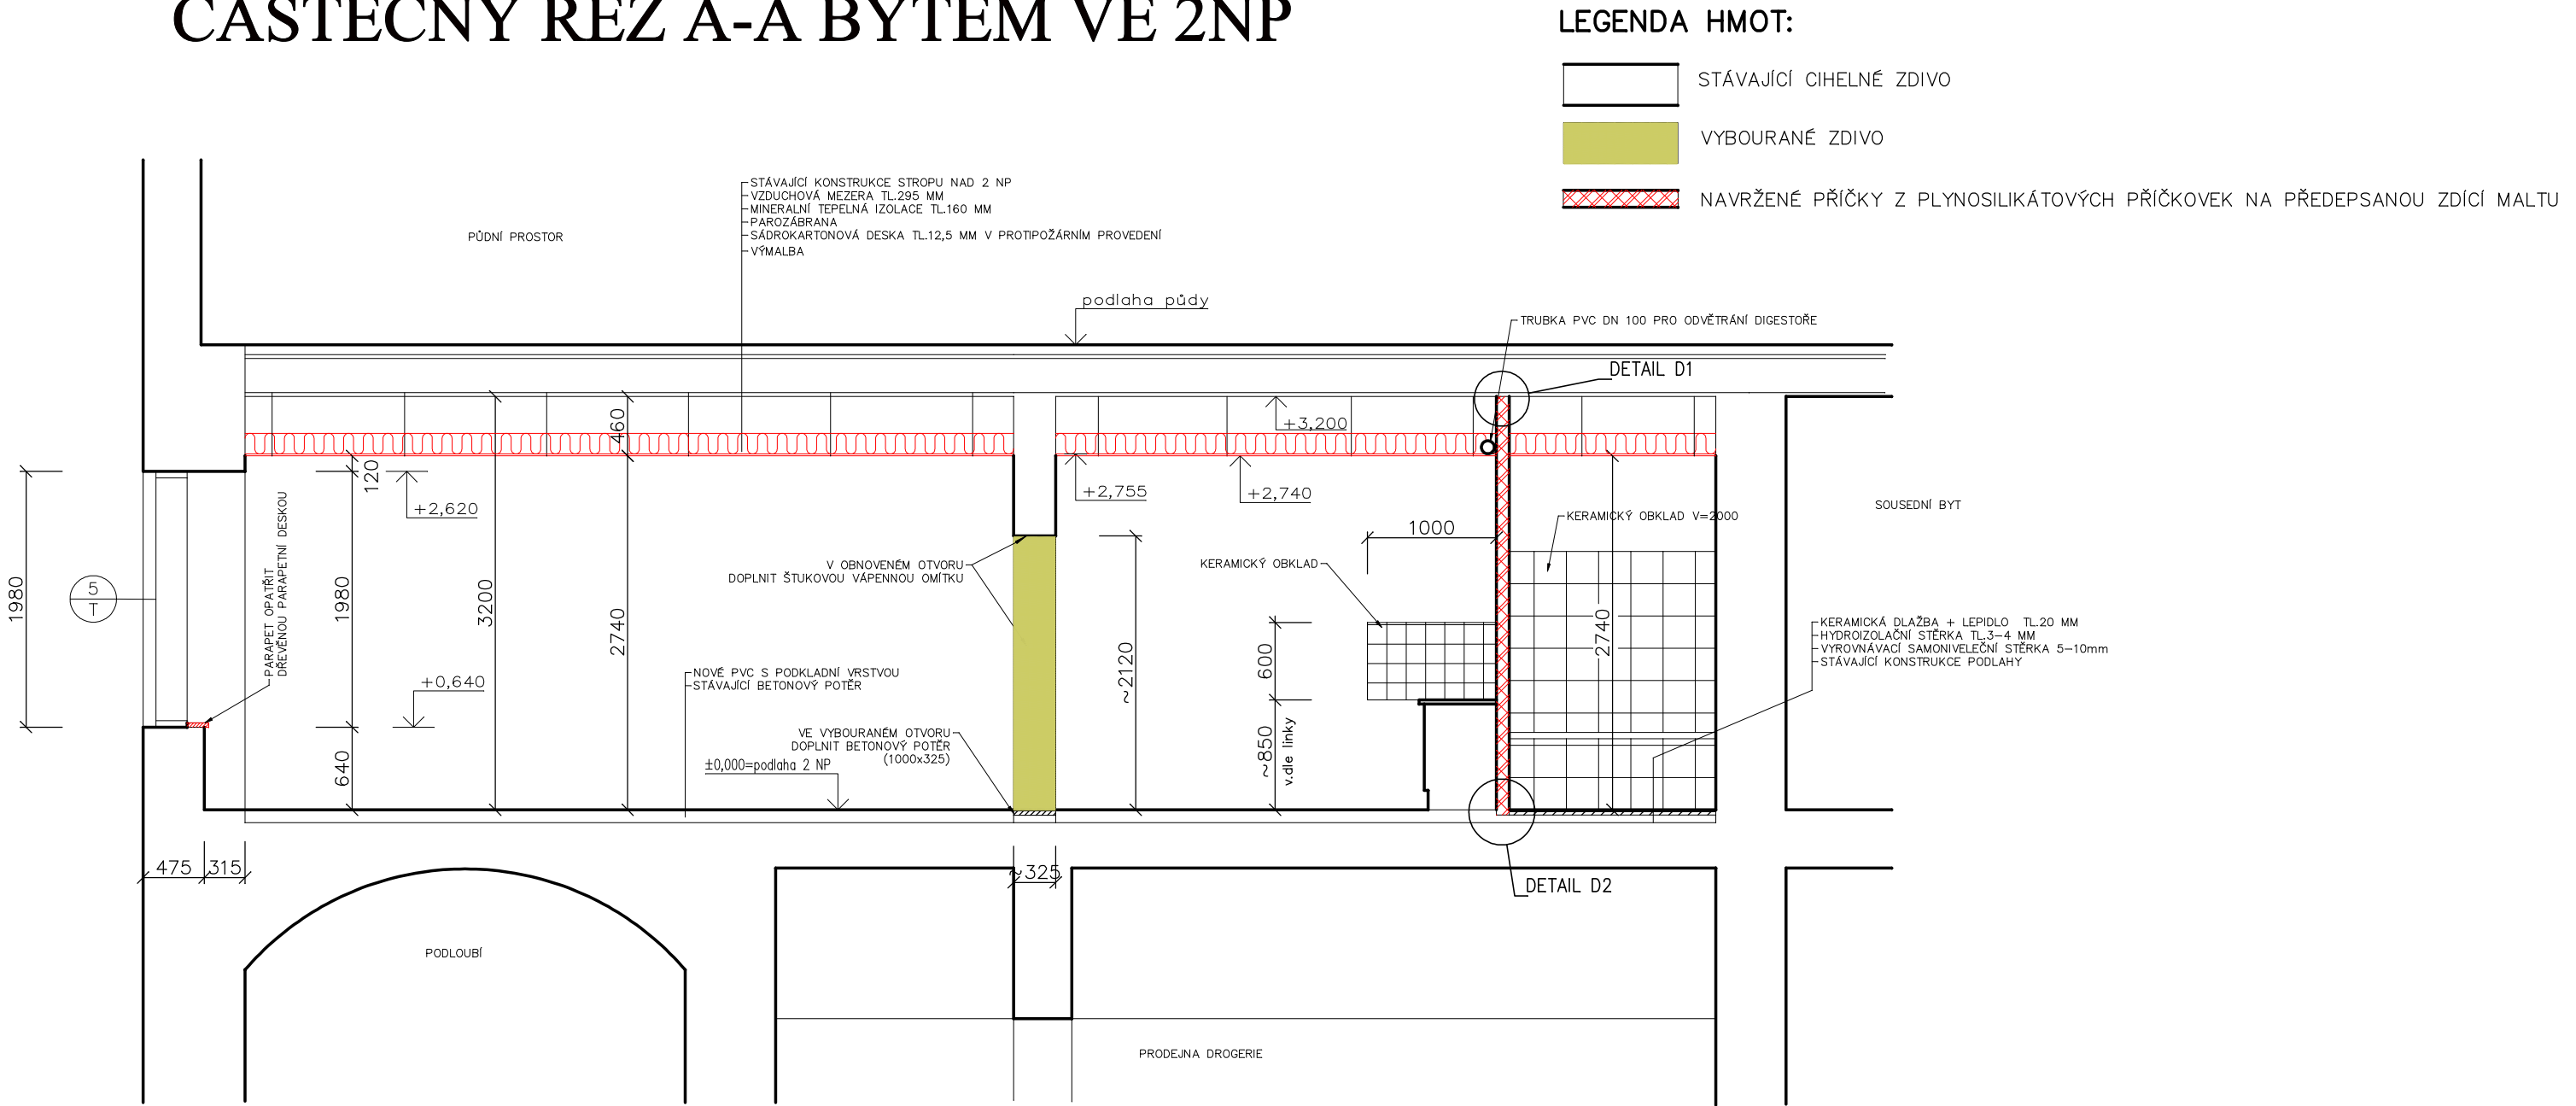 ČÁSTEČNÝ ŘEZ A-A BYTEM VE 2NP
LEGENDA HMOT:
STÁVAJÍCÍ CIHELNÉ ZDIVO
VYBOURANÉ ZDIVO
NAVRŽENÉ PŘÍČKY Z PLYNOSILIKÁTOVÝCH PŘÍČKOVEK NA PŘEDEPSANOU ZDÍCÍ MALTU
STÁVAJÍCÍ KONSTRUKCE STROPU NAD 2 NP
VZDUCHOVÁ MEZERA TL.295 MM
MINERALNÍ TEPELNÁ IZOLACE TL.160 MM
PAROZÁBRANA
SÁDROKARTONOVÁ DESKA TL.12,5 MM V PROTIPOŽÁRNÍM PROVEDENÍ
VÝMALBA
PŮDNÍ PROSTOR
podlaha půdy
TRUBKA PVC DN 100 PRO ODVĚTRÁNÍ DIGESTOŘE
DETAIL D1
460
+3,200
120
+2,620
+2,755
+2,740
SOUSEDNÍ BYT
KERAMICKÝ OBKLAD V=2000
1000
1980
5
T
PARAPET OPATŘIT
DŘEVĚNOU PARAPETNÍ DESKOU
1980
3200
2740
V OBNOVENÉM OTVORU
DOPLNIT ŠTUKOVOU VÁPENNOU OMÍTKU
KERAMICKÝ OBKLAD
~2120
600
2740
KERAMICKÁ DLAŽBA + LEPIDLO TL.20 MM
HYDROIZOLAČNÍ STĚRKA TL.3-4 MM
VYROVNÁVACÍ SAMONIVELEČNÍ STĚRKA 5-10mm
STÁVAJÍCÍ KONSTRUKCE PODLAHY
+0,640
NOVÉ PVC S PODKLADNÍ VRSTVOU
STÁVAJÍCÍ BETONOVÝ POTĚR
640
VE VYBOURANÉM OTVORU
DOPLNIT BETONOVÝ POTĚR
(1000x325)
±0,000=podlaha 2 NP
~850
v.dle linky
475
315
~325
DETAIL D2
PODLOUBÍ
PRODEJNA DROGERIE